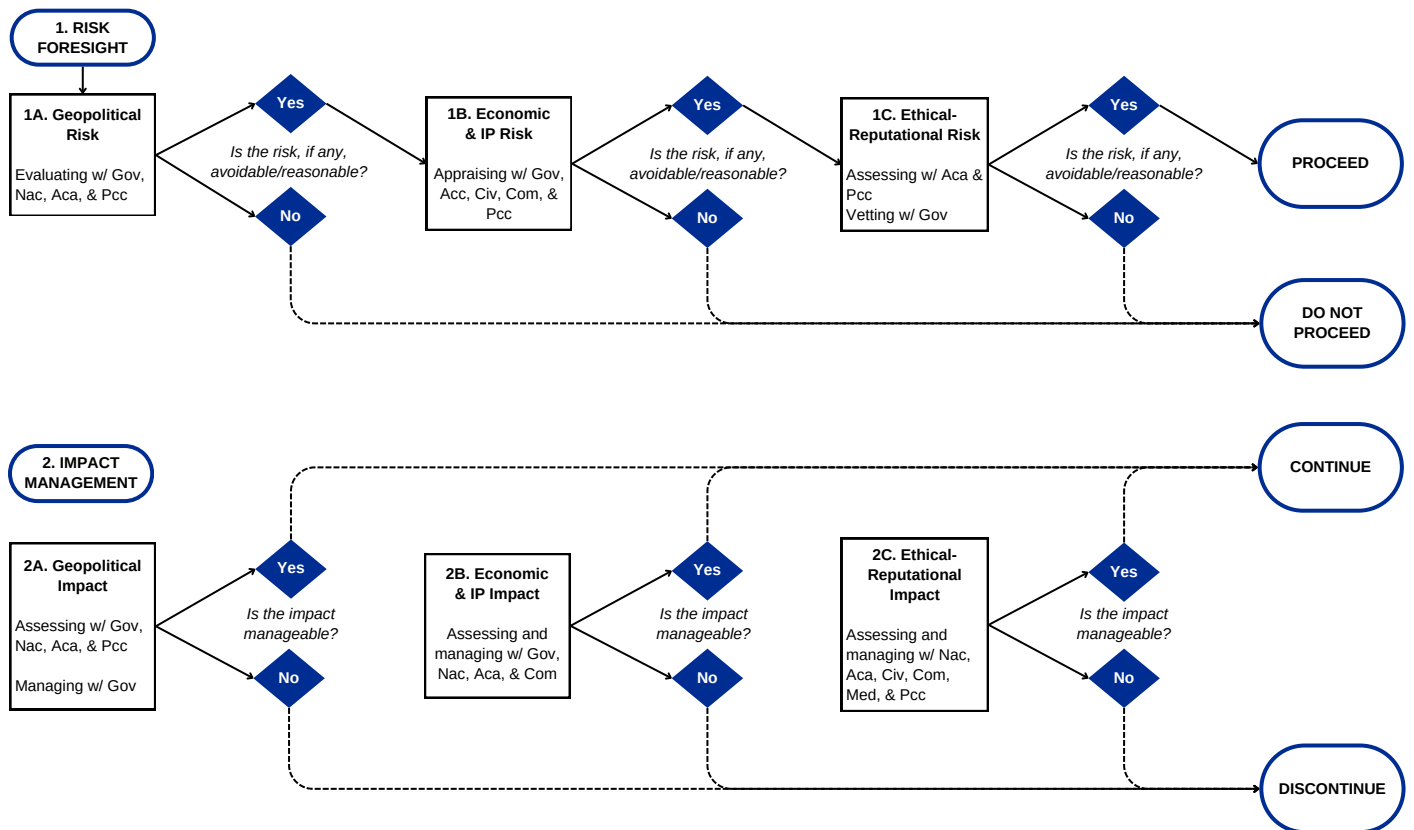 1. RISK
FORESIGHT
1A. Geopolitical
Risk
Evaluating w/ Gov,
Nac, Aca, & Pcc
Yes
Is the risk, if any,
avoidable/reasonable?
No
1B. Economic
& IP Risk
Appraising w/ Gov,
Acc, Civ, Com, &
Pcc
Yes
Is the risk, if any,
avoidable/reasonable?
No
1C. Ethical-
Reputational Risk
Assessing w/ Aca &
Pcc
Vetting w/ Gov
Yes
Is the risk, if any,
avoidable/reasonable?
No
PROCEED
DO NOT
PROCEED
2. IMPACT
MANAGEMENT
2A. Geopolitical
Impact
Assessing w/ Gov,
Nac, Aca, & Pcc
Managing w/ Gov
Yes
Is the impact
manageable?
No
2B. Economic
& IP Impact
Assessing and
managing w/ Gov,
Nac, Aca, & Com
Yes
Is the impact
manageable?
No
2C. Ethical-
Reputational
Impact
Assessing and
managing w/ Nac,
Aca, Civ, Com,
Med, & Pcc
Yes
Is the impact
manageable?
No
CONTINUE
DISCONTINUE